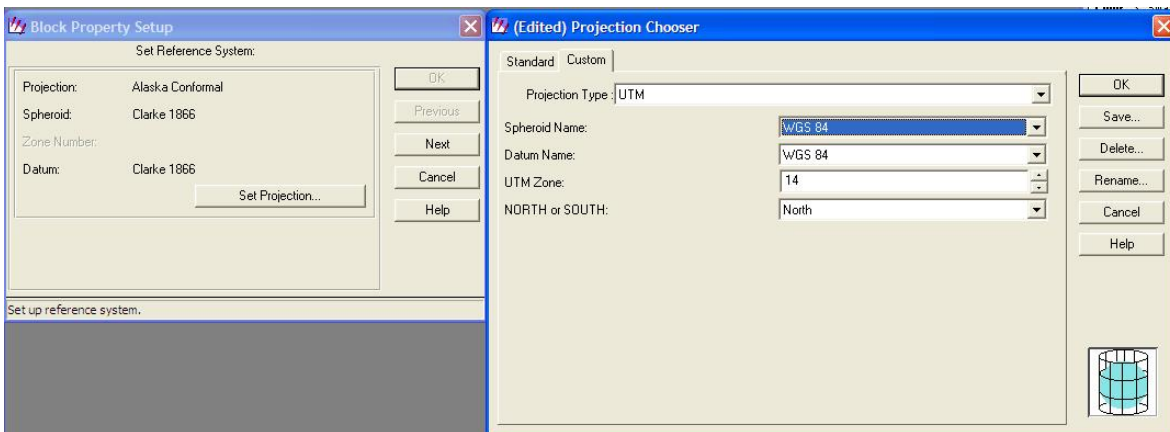 Block Property Setup
Set Reference System:
Projection: Alaska Conformal
Spheroid: Clarke 1866
Zone Number:
Datum: Clarke 1866
Set Projection...
OK
Previous
Next
Cancel
Help
Set up reference system.
(Edited) Projection Chooser
Standard Custom
Projection Type : UTM
Spheroid Name: WGS 84
Datum Name: WGS 84
UTM Zone: 14
NORTH or SOUTH: North
OK
Save...
Delete...
Rename...
Cancel
Help